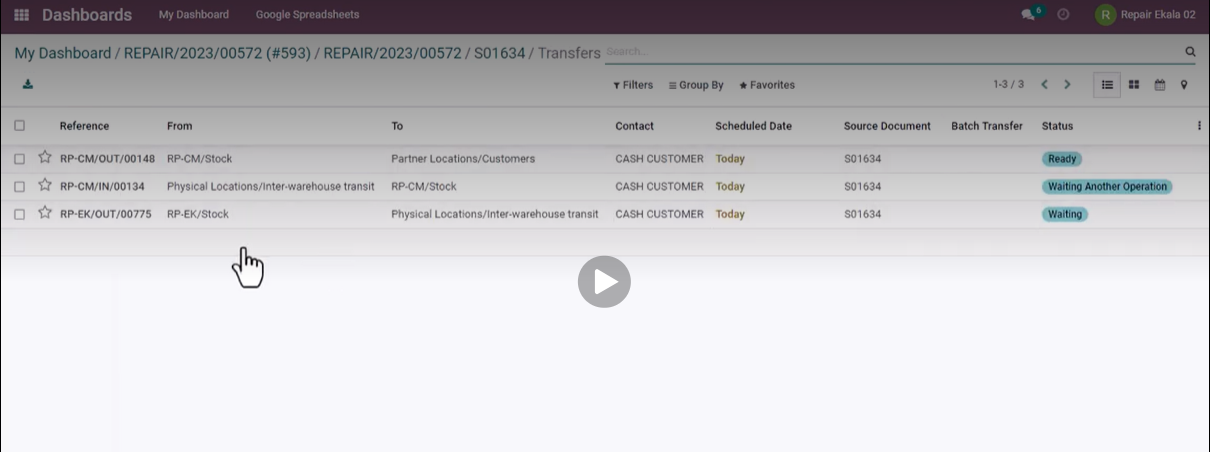 Dashboards My Dashboard Google Spreadsheets 6 R Repair Ekala 02
My Dashboard / REPAIR/2023/00572 (#593) / REPAIR/2023/00572 / S01634 / Transfers Search...
Filters Group By Favorites 1-3 / 3
Reference From To Contact Scheduled Date Source Document Batch Transfer Status
RP-CM/OUT/00148 RP-CM/Stock Partner Locations/Customers CASH CUSTOMER Today S01634 Ready
RP-CM/IN/00134 Physical Locations/Inter-warehouse transit RP-CM/Stock CASH CUSTOMER Today S01634 Waiting Another Operation
RP-EK/OUT/00775 RP-EK/Stock Physical Locations/Inter-warehouse transit CASH CUSTOMER Today S01634 Waiting